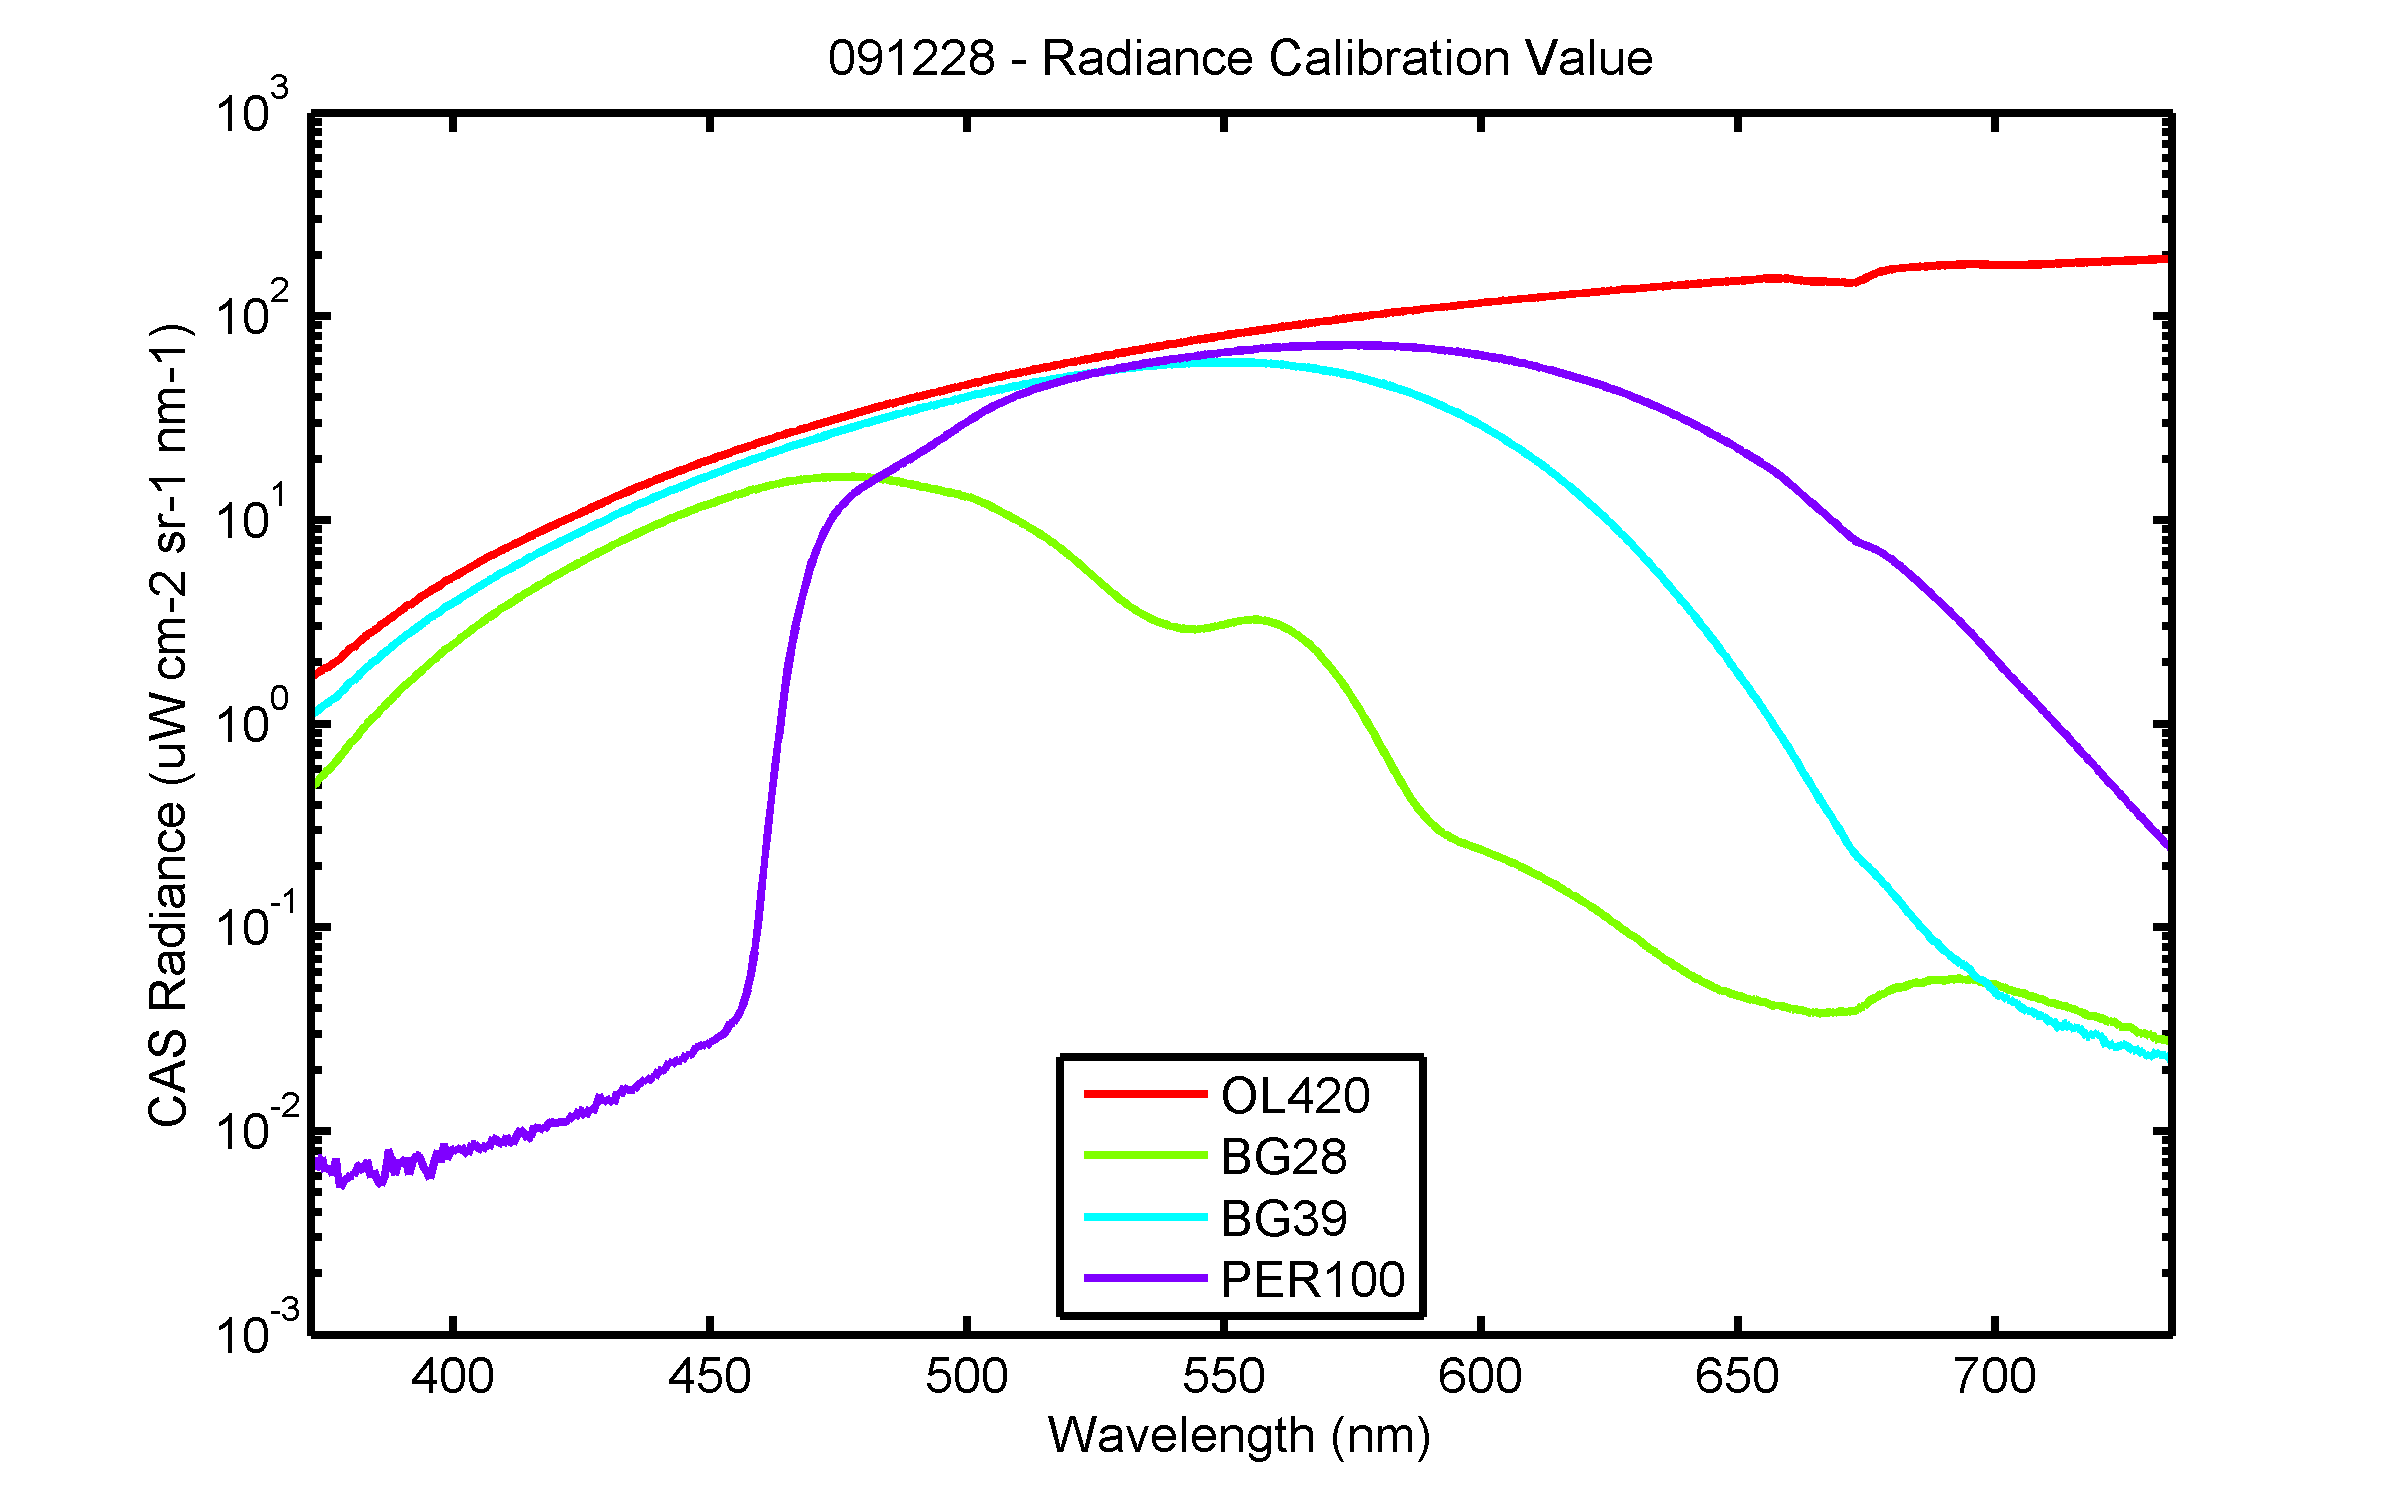 091228 - Radiance Calibration Value
CAS Radiance (uW cm-2 sr-1 nm-1)
10^3
10^2
10^1
10^0
10^-1
10^-2
10^-3
400 450 500 550 600 650 700
Wavelength (nm)
OL420
BG28
BG39
PER100